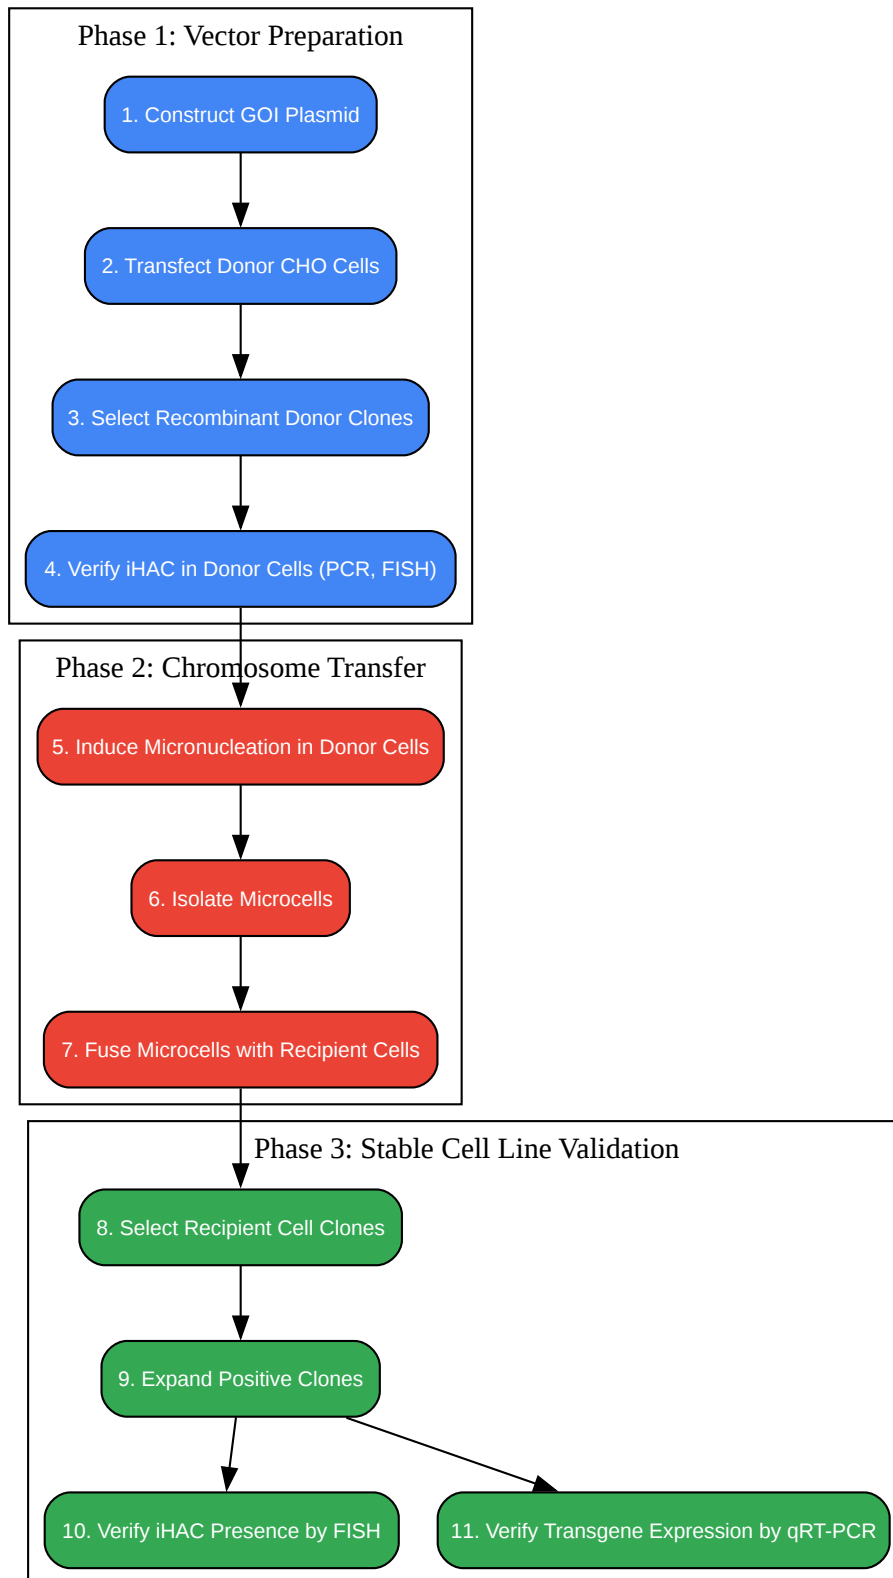 Phase 1: Vector Preparation
1. Construct GOI Plasmid
2. Transfect Donor CHO Cells
3. Select Recombinant Donor Clones
4. Verify iHAC in Donor Cells (PCR, FISH)
Phase 2: Chromosome Transfer
5. Induce Micronucleation in Donor Cells
6. Isolate Microcells
7. Fuse Microcells with Recipient Cells
Phase 3: Stable Cell Line Validation
8. Select Recipient Cell Clones
9. Expand Positive Clones
10. Verify iHAC Presence by FISH
11. Verify Transgene Expression by qRT-PCR